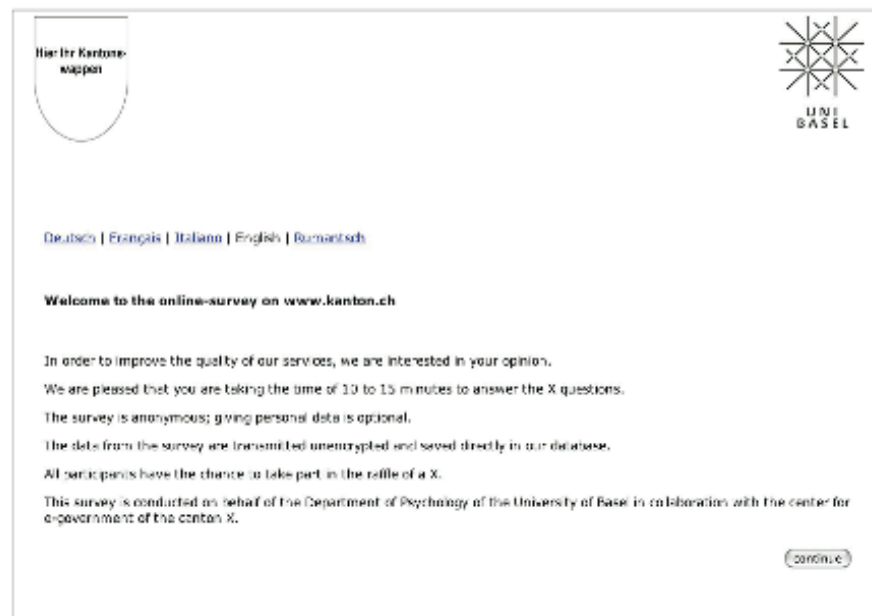 Hier Ihr Kantons-
wappen
UNI
BASEL
Deutsch | Français | Italiano | English | Rumantsch
Welcome to the online-survey on www.kanton.ch
In order to improve the quality of our services, we are interested in your opinion.
We are pleased that you are taking the time of 10 to 15 minutes to answer the X questions.
The survey is anonymous; giving personal data is optional.
The data from the survey are transmitted unencrypted and saved directly in our database.
All participants have the chance to take part in the raffle of a X.
This survey is conducted on behalf of the Department of Psychology of the University of Basel in collaboration with the center for
e-government of the canton X.
continue